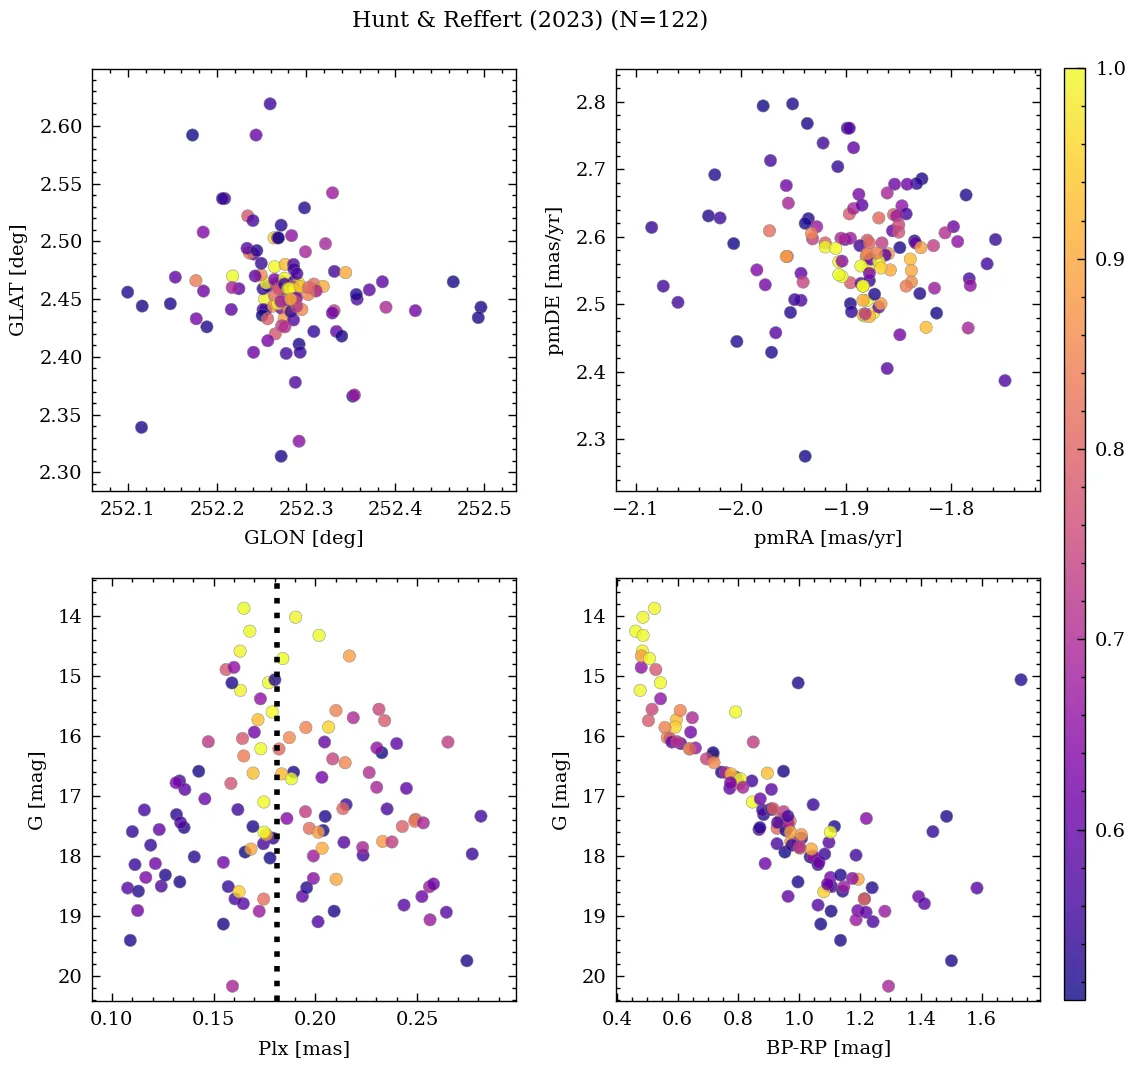 Hunt & Reffert (2023) (N=122)
2.60
2.55
2.50
2.45
2.40
2.35
2.30
GLAT [deg]
252.1 252.2 252.3 252.4 252.5
GLON [deg]
2.8
2.7
2.6
2.5
2.4
2.3
pmDE [mas/yr]
−2.1 −2.0 −1.9 −1.8
pmRA [mas/yr]
14
15
16
17
18
19
20
G [mag]
0.10 0.15 0.20 0.25
Plx [mas]
14
15
16
17
18
19
20
G [mag]
0.4 0.6 0.8 1.0 1.2 1.4 1.6
BP-RP [mag]
1.0
0.9
0.8
0.7
0.6